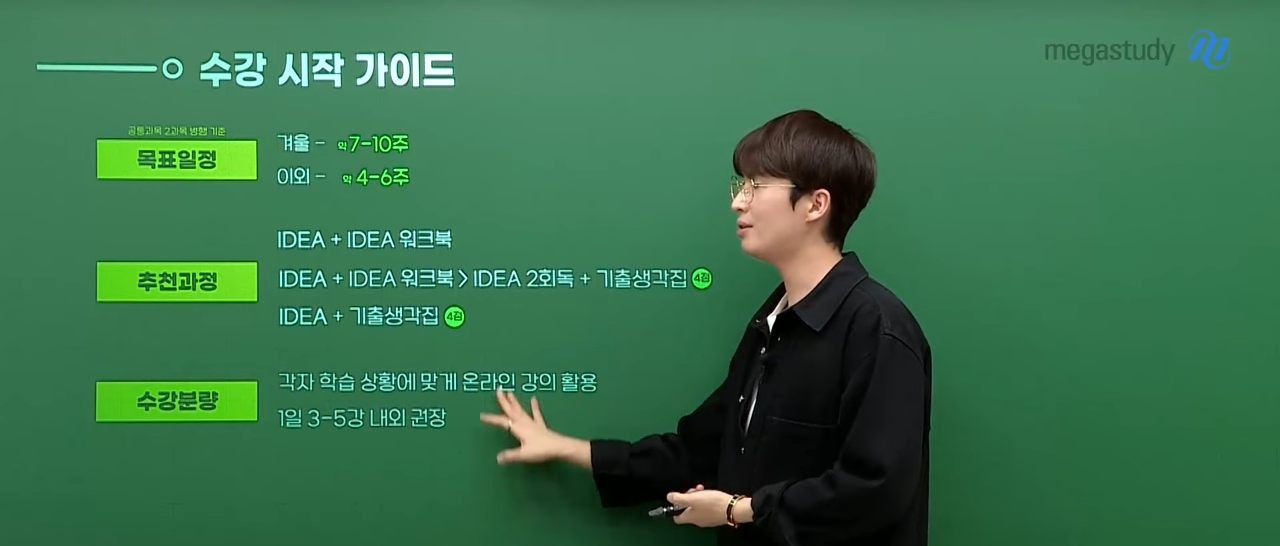 수강 시작 가이드
megastudy
공통과목 2과목 병행 기준
목표일정
겨울 - 약 7-10주
이외 - 약 4-6주
추천과정
IDEA + IDEA 워크북
IDEA + IDEA 워크북 > IDEA 2회독 + 기출생각집 4점
IDEA + 기출생각집 4점
수강분량
각자 학습 상황에 맞게 온라인 강의 활용
1일 3-5강 내외 권장